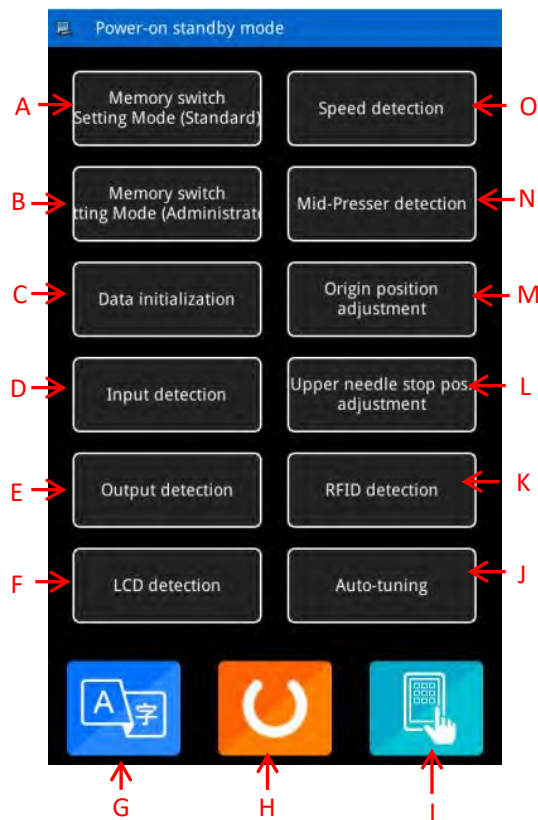 Power-on standby mode
A
Memory switch
Setting Mode (Standard)
Speed detection
O
B
Memory switch
tting Mode (Administrat
Mid-Presser detection
N
C
Data initialization
Origin position
adjustment
M
D
Input detection
Upper needle stop pos.
adjustment
L
E
Output detection
RFID detection
K
F
LCD detection
Auto-tuning
J
A 字
G
H
I